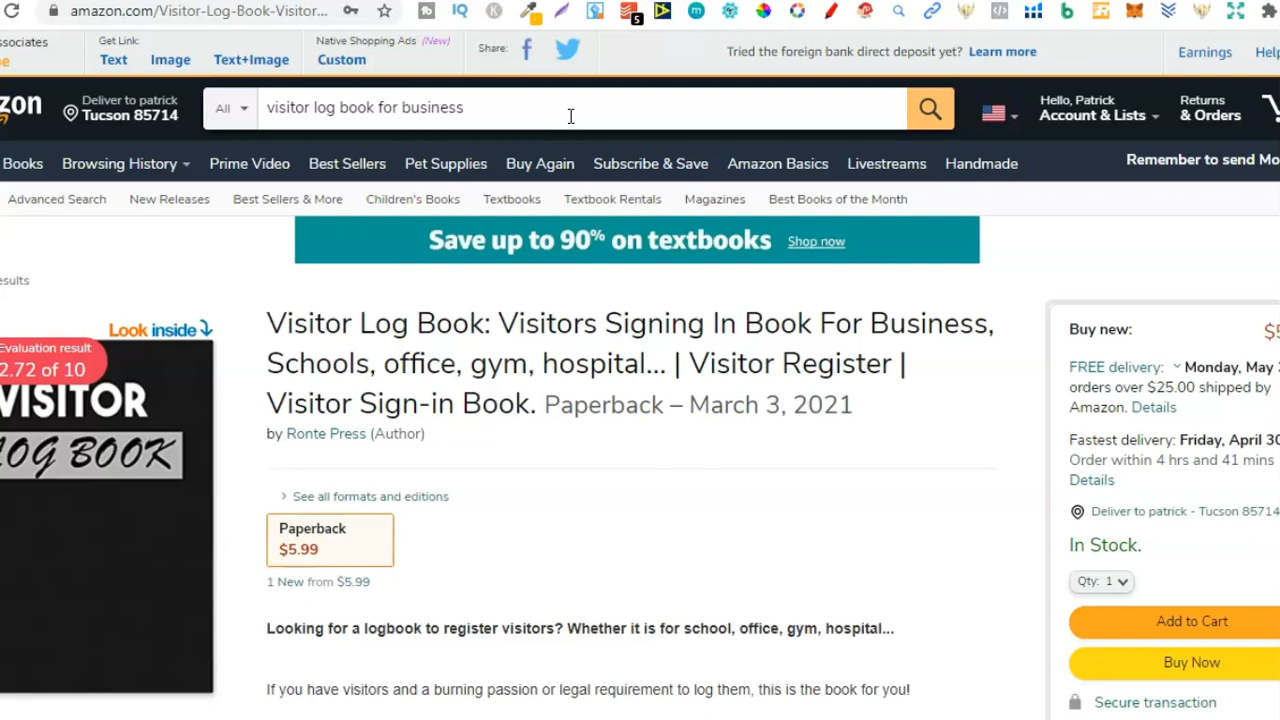 amazon.com/Visitor-Log-Book-Visitor...
5
ssociates
Get Link:
Native Shopping Ads (New)
Share:
Tried the foreign bank direct deposit yet? Learn more
Earnings
Help
Text
Image
Text+Image
Custom
zon
Deliver to patrick
Tucson 85714
All
visitor log book for business
Hello, Patrick
Account & Lists
Returns
& Orders
Books
Browsing History
Prime Video
Best Sellers
Pet Supplies
Buy Again
Subscribe & Save
Amazon Basics
Livestreams
Handmade
Remember to send Mo
Advanced Search
New Releases
Best Sellers & More
Children's Books
Textbooks
Textbook Rentals
Magazines
Best Books of the Month
Save up to 90% on textbooks Shop now
esults
Look inside
Evaluation result
2.72 of 10
VISITOR
LOG BOOK
Visitor Log Book: Visitors Signing In Book For Business,
Schools, office, gym, hospital... | Visitor Register |
Visitor Sign-in Book. Paperback – March 3, 2021
by Ronte Press (Author)
See all formats and editions
Paperback
$5.99
1 New from $5.99
Looking for a logbook to register visitors? Whether it is for school, office, gym, hospital...
If you have visitors and a burning passion or legal requirement to log them, this is the book for you!
Buy new:
$5
FREE delivery: Monday, May 3
orders over $25.00 shipped by
Amazon. Details
Fastest delivery: Friday, April 30
Order within 4 hrs and 41 mins
Details
Deliver to patrick - Tucson 85714
In Stock.
Qty: 1
Add to Cart
Buy Now
Secure transaction